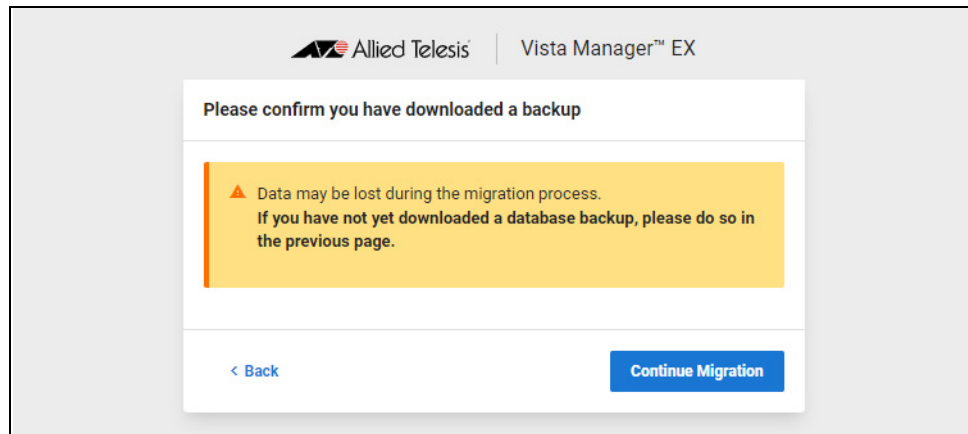 Allied Telesis Vista Manager™ EX
Please confirm you have downloaded a backup
Data may be lost during the migration process.
If you have not yet downloaded a database backup, please do so in
the previous page.
< Back Continue Migration